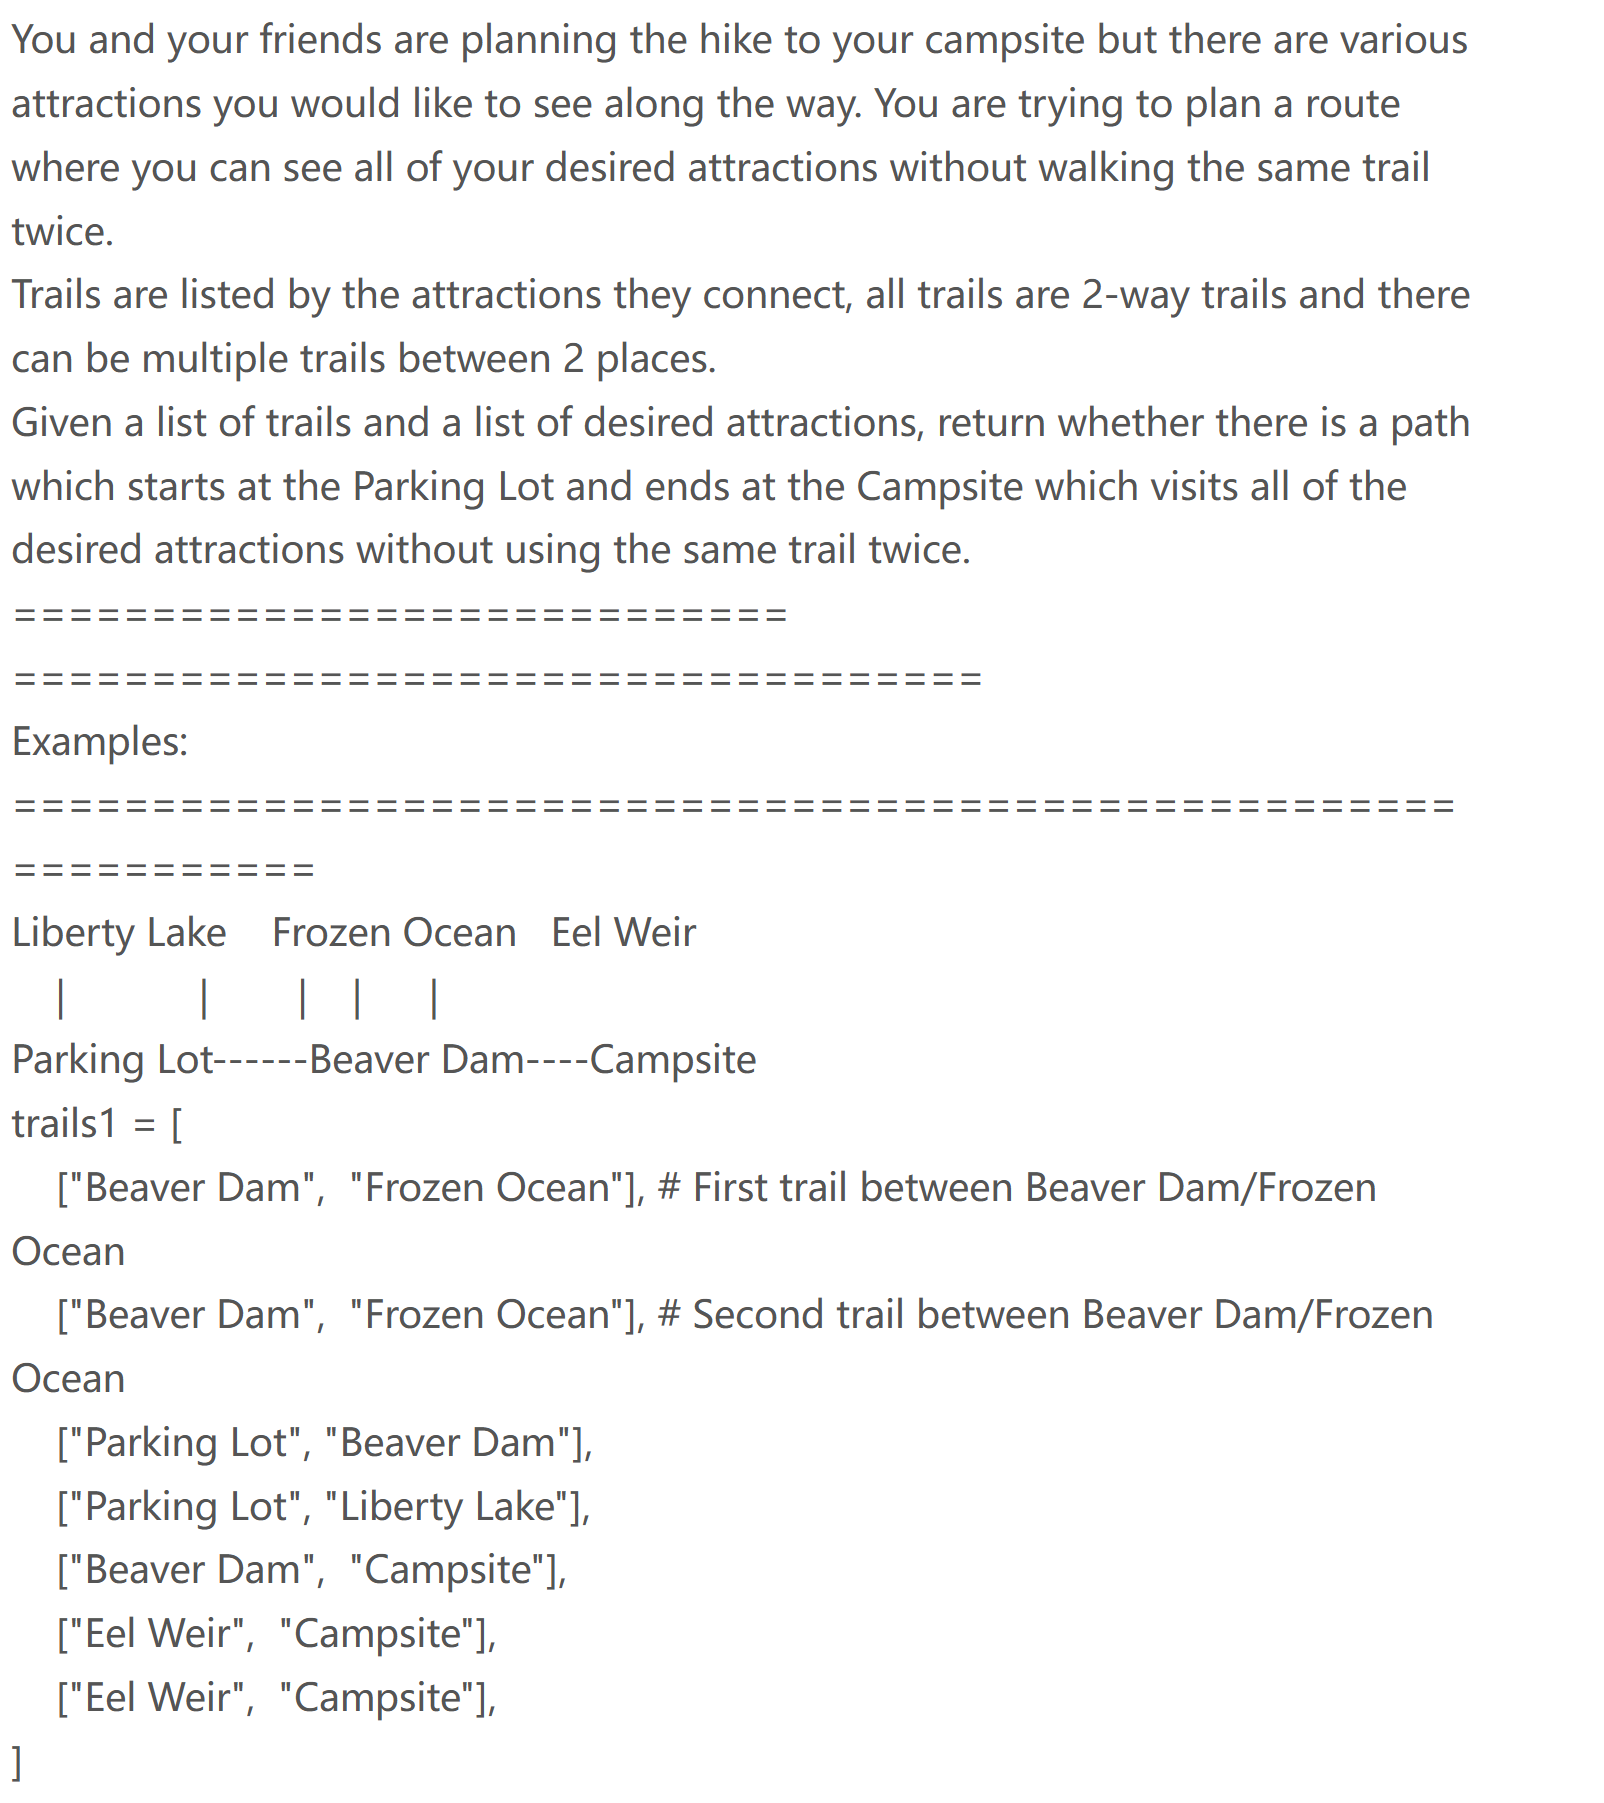 You and your friends are planning the hike to your campsite but there are various
attractions you would like to see along the way. You are trying to plan a route
where you can see all of your desired attractions without walking the same trail
twice.
Trails are listed by the attractions they connect, all trails are 2-way trails and there
can be multiple trails between 2 places.
Given a list of trails and a list of desired attractions, return whether there is a path
which starts at the Parking Lot and ends at the Campsite which visits all of the
desired attractions without using the same trail twice.
============================
===================================
Examples:
====================================================
===========
Liberty Lake    Frozen Ocean   Eel Weir
    |            |        |    |      |
Parking Lot------Beaver Dam----Campsite
trails1 = [
    ["Beaver Dam",  "Frozen Ocean"], # First trail between Beaver Dam/Frozen
Ocean
    ["Beaver Dam",  "Frozen Ocean"], # Second trail between Beaver Dam/Frozen
Ocean
    ["Parking Lot", "Beaver Dam"],
    ["Parking Lot", "Liberty Lake"],
    ["Beaver Dam",  "Campsite"],
    ["Eel Weir",  "Campsite"],
    ["Eel Weir",  "Campsite"],
]